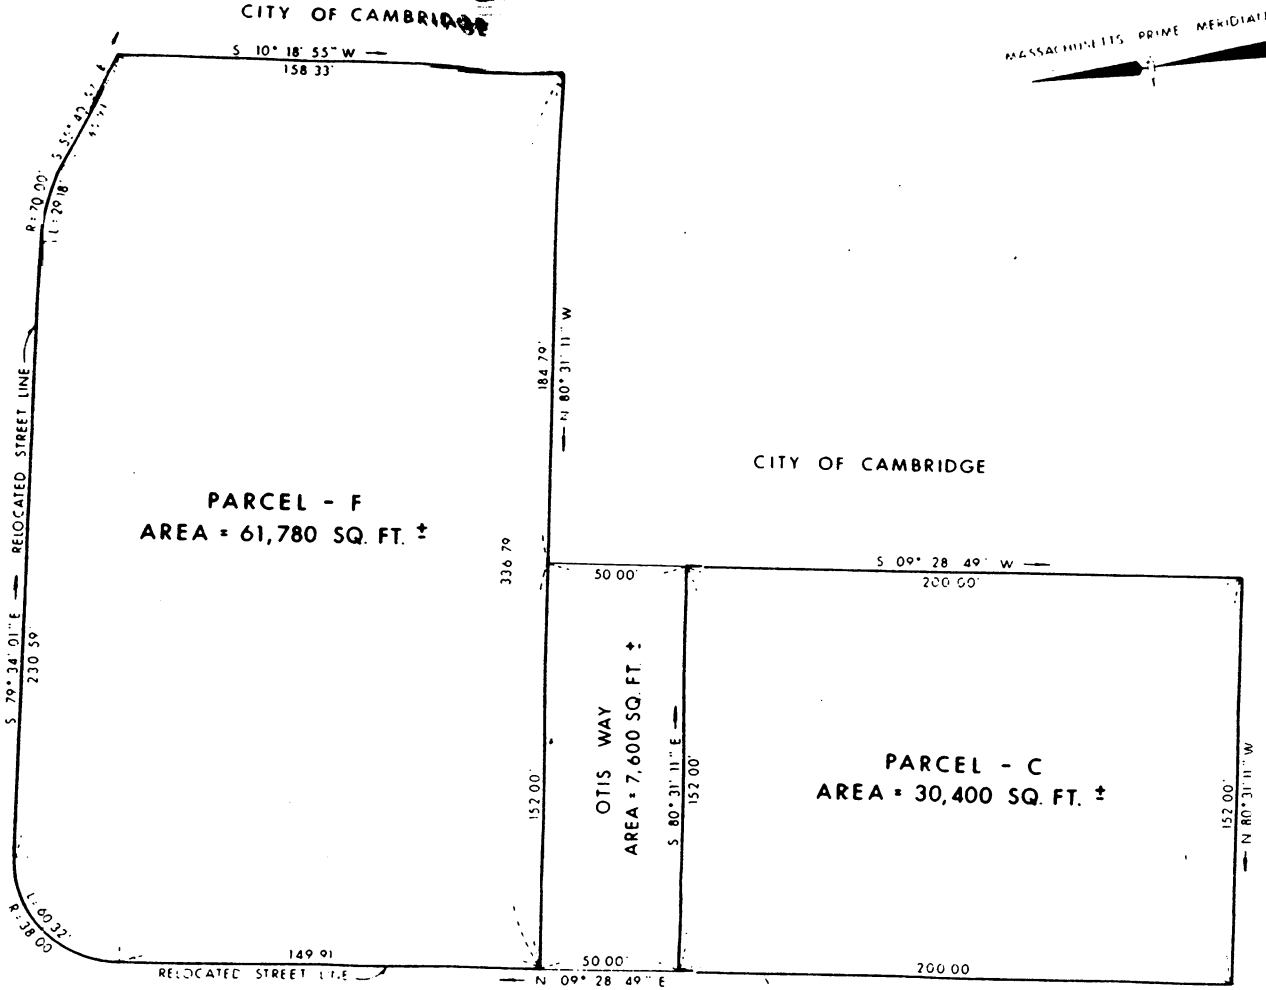 CITY OF CAMBRIDGE
MASSACHUSETTS PRIME MERIDIAN
S 10° 18' 55" W
158.33'
R = 70.00'
L = 29.18'
184.79'
N 80° 31' 11" W
RELOCATED STREET LINE
S 79° 34' 01" E
230.59'
PARCEL - F
AREA = 61,780 SQ. FT. ±
CITY OF CAMBRIDGE
336.79
50.00'
S 09° 28' 49" W
200.00'
152.00'
OTIS WAY
AREA = 7,600 SQ. FT. ±
S 80° 31' 11" E
152.00'
PARCEL - C
AREA = 30,400 SQ. FT. ±
152.00'
N 80° 31' 11" W
L = 60.32'
R = 38.00
149.91
RELOCATED STREET LINE
50.00'
N 09° 28' 49" E
200.00